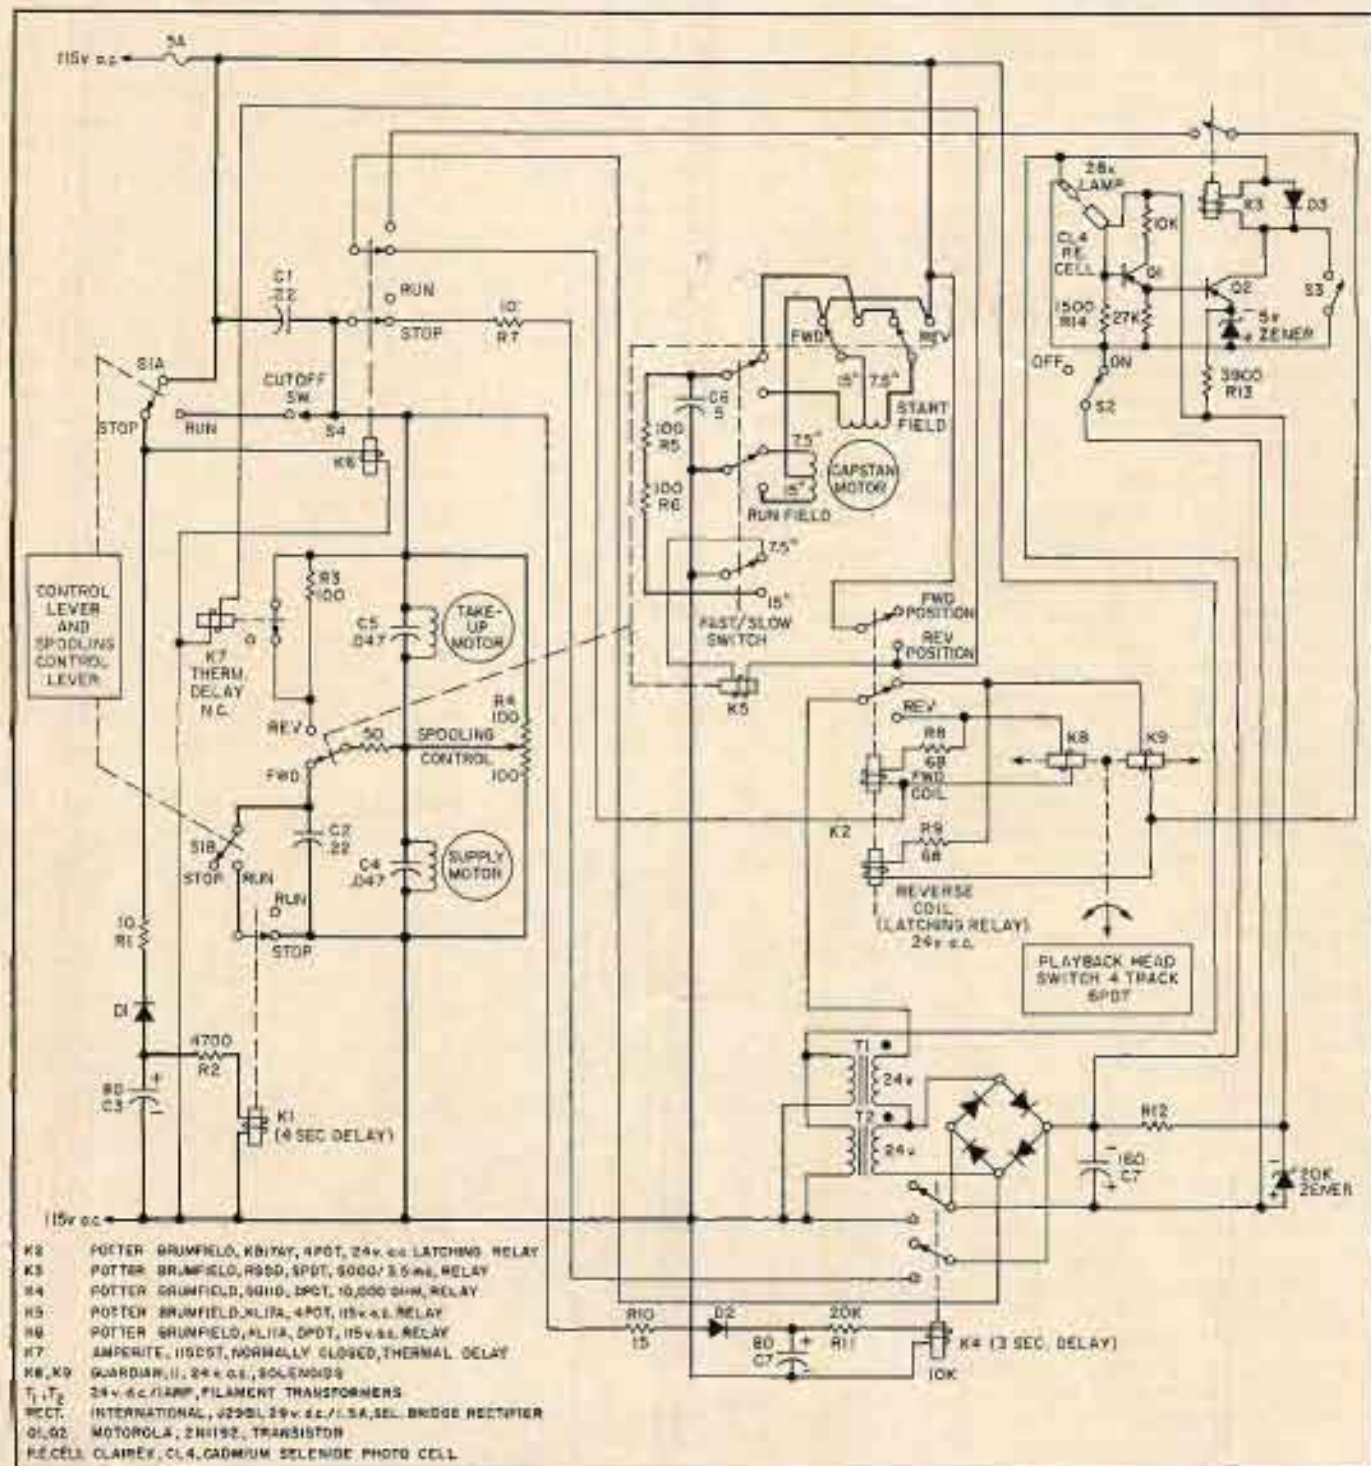 115v a.c.
5A
C1
.22
RUN
STOP
10
R7
S1A
STOP
RUN
CUTOFF
SW.
S4
K6
28v
LAMP
CL4
P.E.
CELL
10K
Q1
K3
D3
Q2
S3
1500
R14
27K
5v
ZENER
OFF
ON
S2
3900
R13
FWD
REV
15"
7.5"
START
FIELD
C6
5
100
R5
100
R6
7.5"
15"
CAPSTAN
MOTOR
RUN FIELD
7.5"
15"
FAST/SLOW
SWITCH
K5
FWD
POSITION
REV
POSITION
REV
R8
68
FWD
COIL
K8
K9
K2
R9
68
REVERSE
COIL
(LATCHING RELAY)
24v a.c.
PLAYBACK HEAD
SWITCH 4 TRACK
6PDT
CONTROL
LEVER
AND
SPOOLING
CONTROL
LEVER
K7
THERM.
DELAY
N.C.
R3
100
C5
.047
TAKE-
UP
MOTOR
R4
100
REV
50
SPOOLING
CONTROL
FWD
100
C2
22
S1B
STOP
RUN
RUN
STOP
C4
.047
SUPPLY
MOTOR
10
R1
D1
4700
R2
80
C3
K1
(4 SEC DELAY)
T1
24v
T2
24v
R12
160
C7
20K
ZENER
115v a.c.
R10
15
D2
80
C7
20K
R11
K4 (3 SEC DELAY)
10K
K2 POTTER BRUMFIELD, KB17AY, 4PDT, 24v. a.c. LATCHING RELAY
K3 POTTER BRUMFIELD, RS5D, SPDT, 5000/3.5ma, RELAY
K4 POTTER BRUMFIELD, DPDT, 10,000 OHM, RELAY
K5 POTTER BRUMFIELD, KL17A, 4PDT, 115v a.c. RELAY
K6 POTTER BRUMFIELD, KL11A, DPDT, 115v a.c. RELAY
K7 AMPERITE, NORMALLY CLOSED, THERMAL DELAY
K8, K9 GUARDIAN, 11, 24v. a.c., SOLENOIDS
T1, T2 24v. a.c./1AMP, FILAMENT TRANSFORMERS
RECT. INTERNATIONAL, a.c./1.5A, SEL. BRIDGE RECTIFIER
Q1, Q2 MOTOROLA, 2N1192, TRANSISTOR
P.E. CELL CLAIREX, CL4, CADMIUM SELENIDE PHOTO CELL